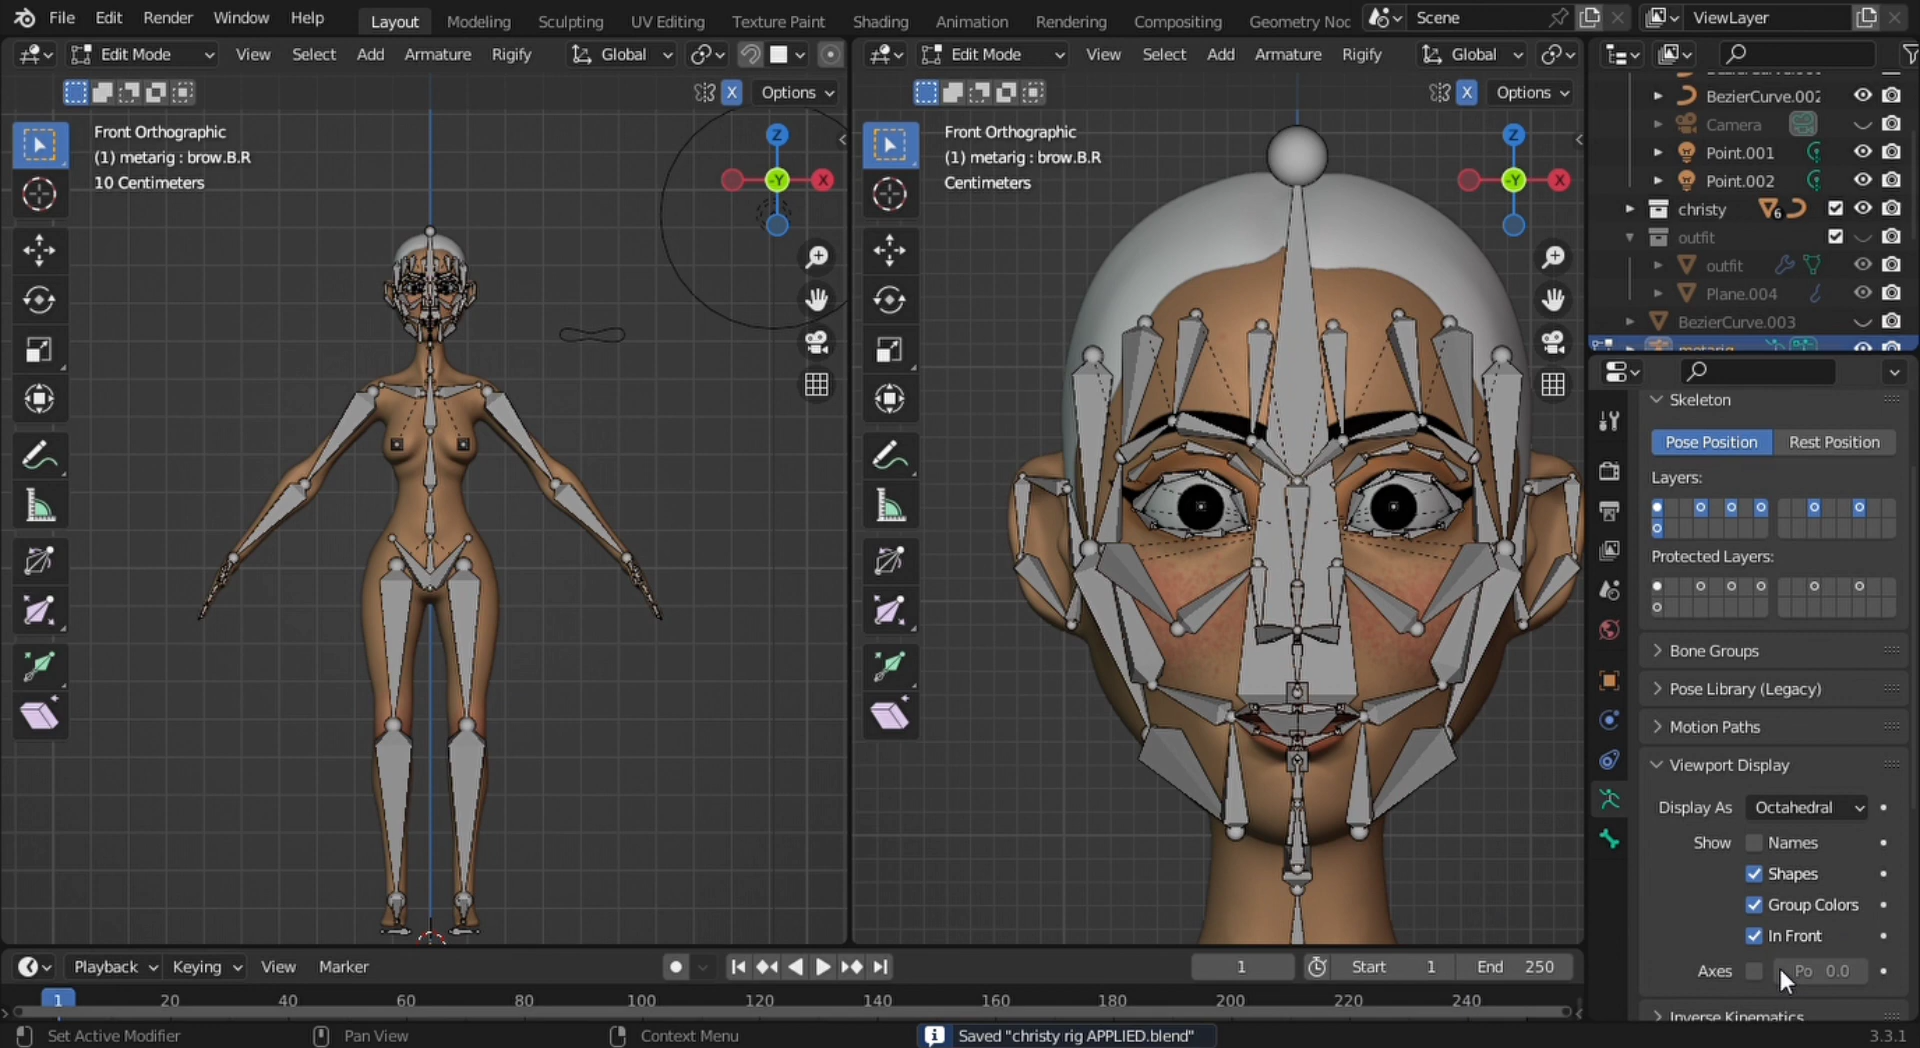 File Edit Render Window Help Layout Modeling Sculpting UV Editing Texture Paint Shading Animation Rendering Compositing Geometry Noc Scene ViewLayer
Edit Mode View Select Add Armature Rigify Global
Edit Mode View Select Add Armature Rigify Global
X Options
X Options
Front Orthographic
(1) metarig : brow.B.R
10 Centimeters
Z
-Y
X
Front Orthographic
(1) metarig : brow.B.R
Centimeters
Z
-Y
X
BezierCurve.002
Camera
Point.001
Point.002
christy 6
outfit
outfit
Plane.004
BezierCurve.003
metarig
Skeleton
Pose Position Rest Position
Layers:
Protected Layers:
Bone Groups
Pose Library (Legacy)
Motion Paths
Viewport Display
Display As Octahedral
Show Names
Shapes
Group Colors
In Front
Axes Po 0.0
Inverse Kinematics
Playback Keying View Marker 1 Start 1 End 250
1 20 40 60 80 100 120 140 160 180 200 220 240
Set Active Modifier Pan View Context Menu Saved "christy rig APPLIED.blend" 3.3.1